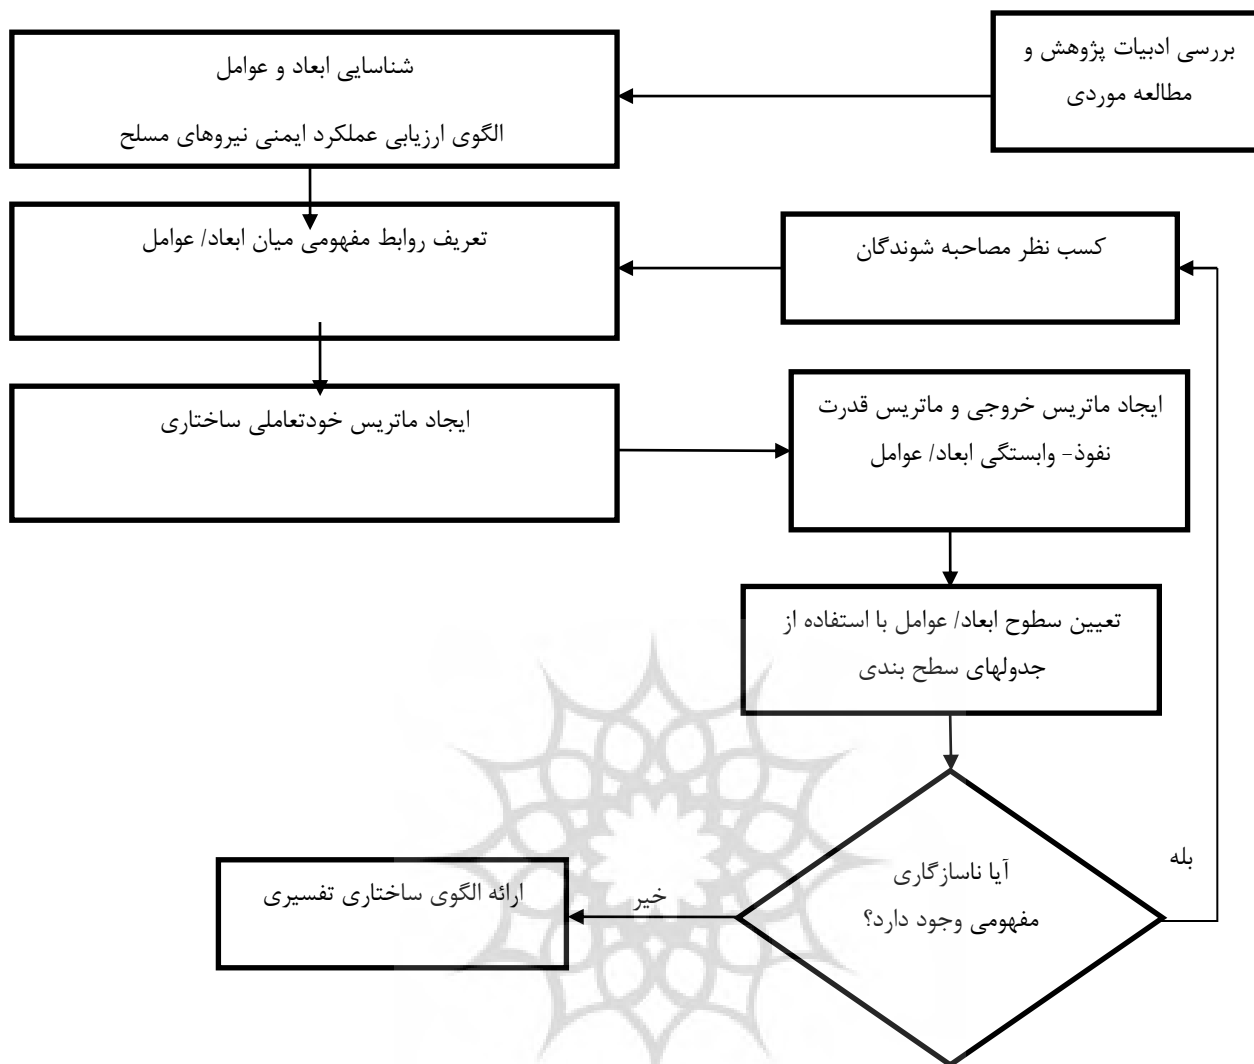 بررسی ادبیات پژوهش و
مطالعه موردی
شناسایی ابعاد و عوامل
الگوی ارزیابی عملکرد ایمنی نیروهای مسلح
کسب نظر مصاحبه شوندگان
تعریف روابط مفهومی میان ابعاد/ عوامل
ایجاد ماتریس خودتعاملی ساختاری
ایجاد ماتریس خروجی و ماتریس قدرت
نفوذ- وابستگی ابعاد/ عوامل
تعیین سطوح ابعاد/ عوامل با استفاده از
جدولهای سطح بندی
آیا ناسازگاری
مفهومی وجود دارد؟
بله
خیر
ارائه الگوی ساختاری تفسیری